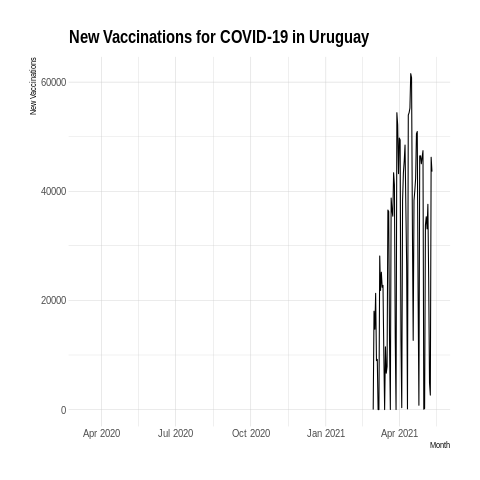 New Vaccinations for COVID-19 in Uruguay
New Vaccinations
60000
40000
20000
0
Apr 2020 Jul 2020 Oct 2020 Jan 2021 Apr 2021
Month